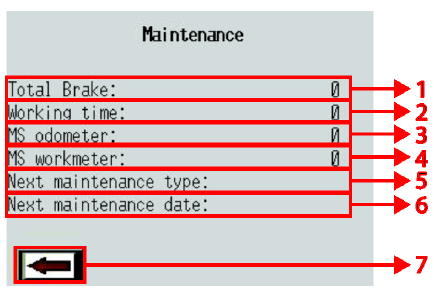 Maintenance
Total Brake: 0 1
Working time: 0 2
MS odometer: 0 3
MS workmeter: 0 4
Next maintenance type: 5
Next maintenance date: 6
7